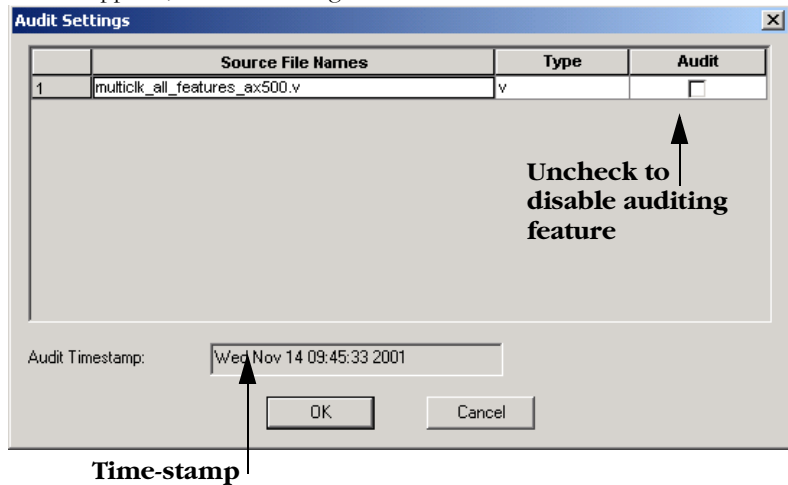 Audit Settings
Source File Names Type Audit
1 multiclk_all_features_ax500.v v
Uncheck to
disable auditing
feature
Audit Timestamp: Wed Nov 14 09:45:33 2001
OK Cancel
Time-stamp